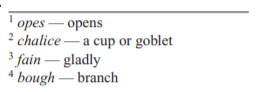 ¹ opes — opens
² chalice — a cup or goblet
³ fain — gladly
⁴ bough — branch